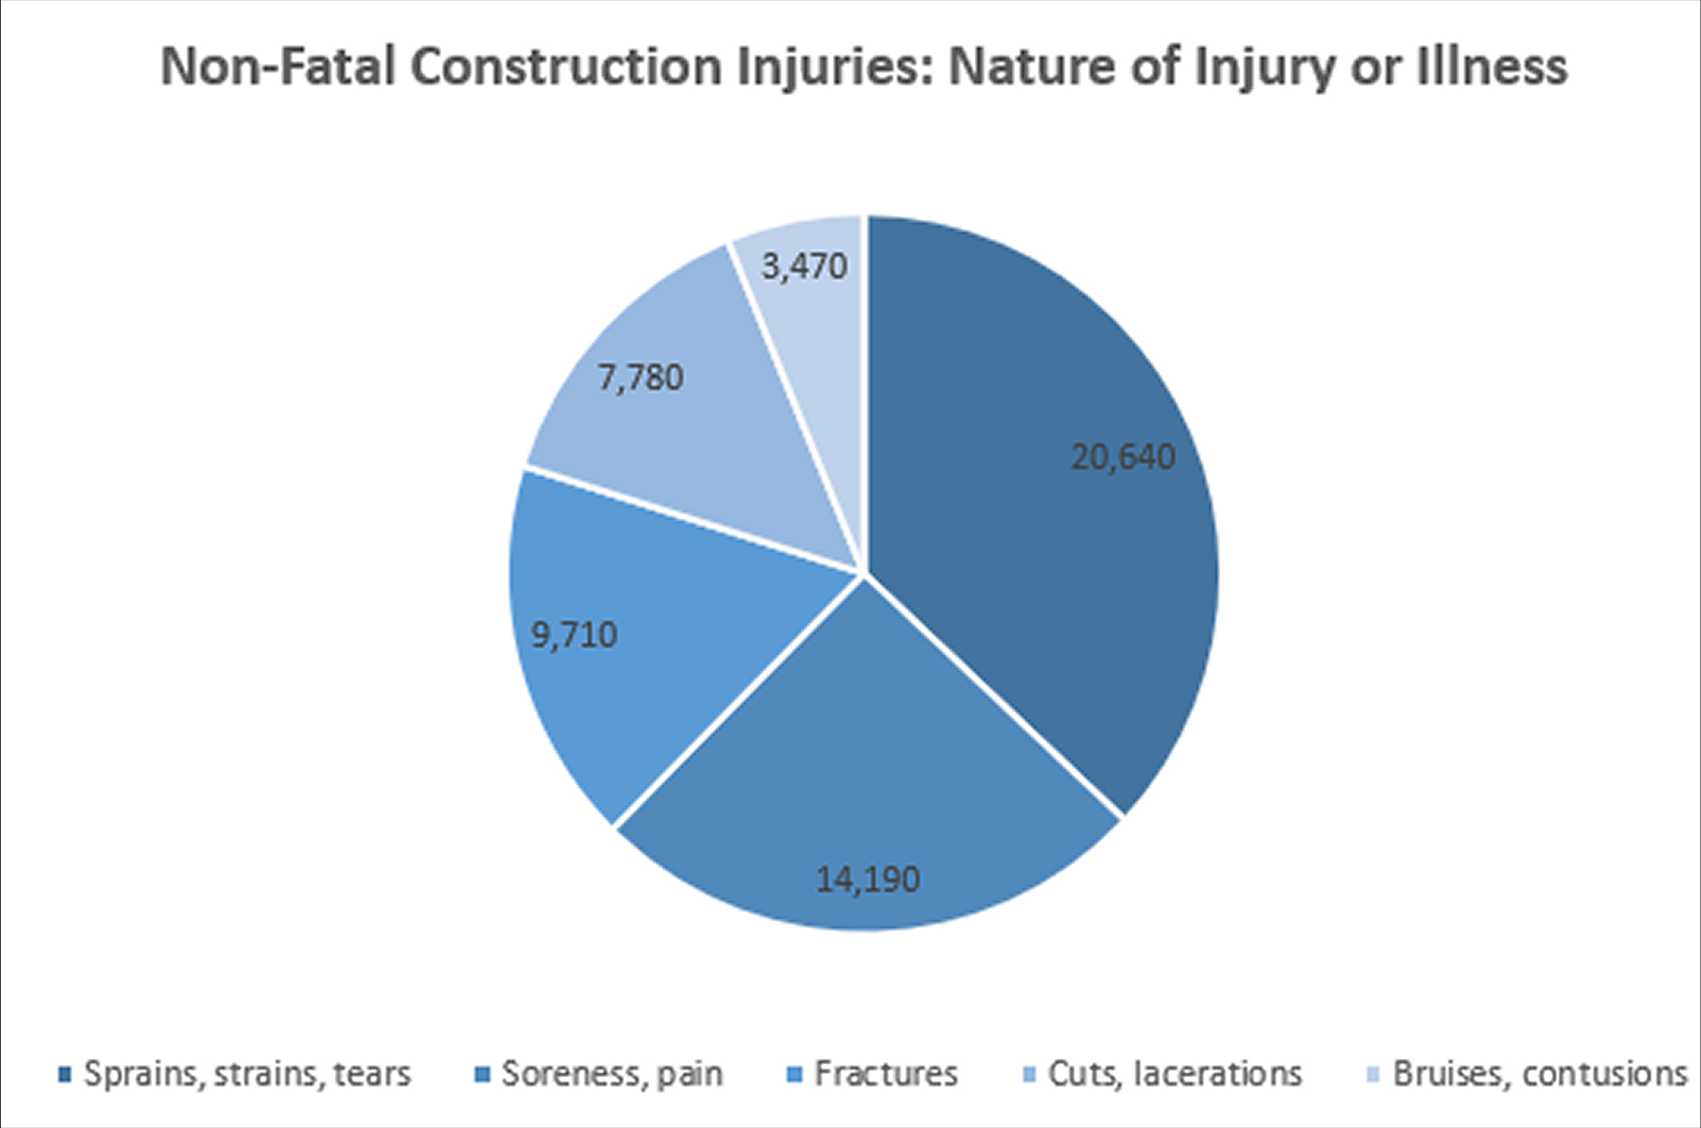 Non-Fatal Construction Injuries: Nature of Injury or Illness
3,470
7,780
20,640
9,710
14,190
Sprains, strains, tears
Soreness, pain
Fractures
Cuts, lacerations
Bruises, contusions